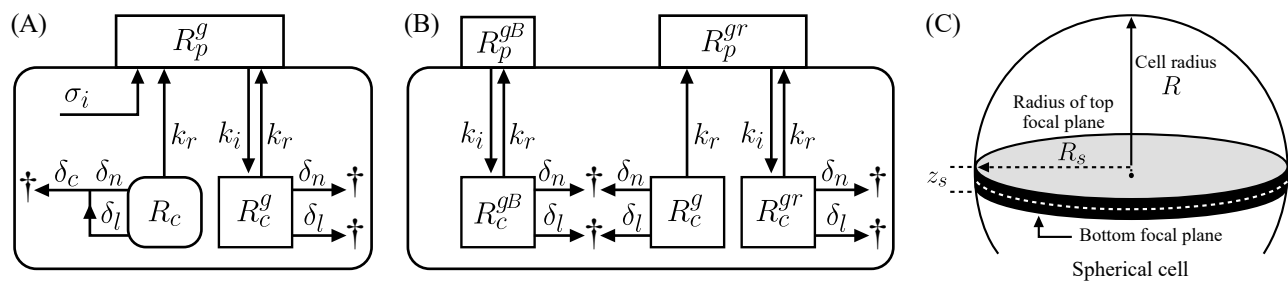 (A)
R_p^g
σ_i
k_r
k_i
k_r
† δ_c δ_n
δ_l
R_c
R_c^g
δ_n †
δ_l †
(B)
R_p^{gB}
R_p^{gr}
k_i
k_r
k_r
k_i
k_r
R_c^{gB}
δ_n † δ_n
δ_l † δ_l
R_c^g
R_c^{gr}
δ_n †
δ_l †
(C)
Cell radius
R
Radius of top
focal plane
R_s
z_s
Bottom focal plane
Spherical cell